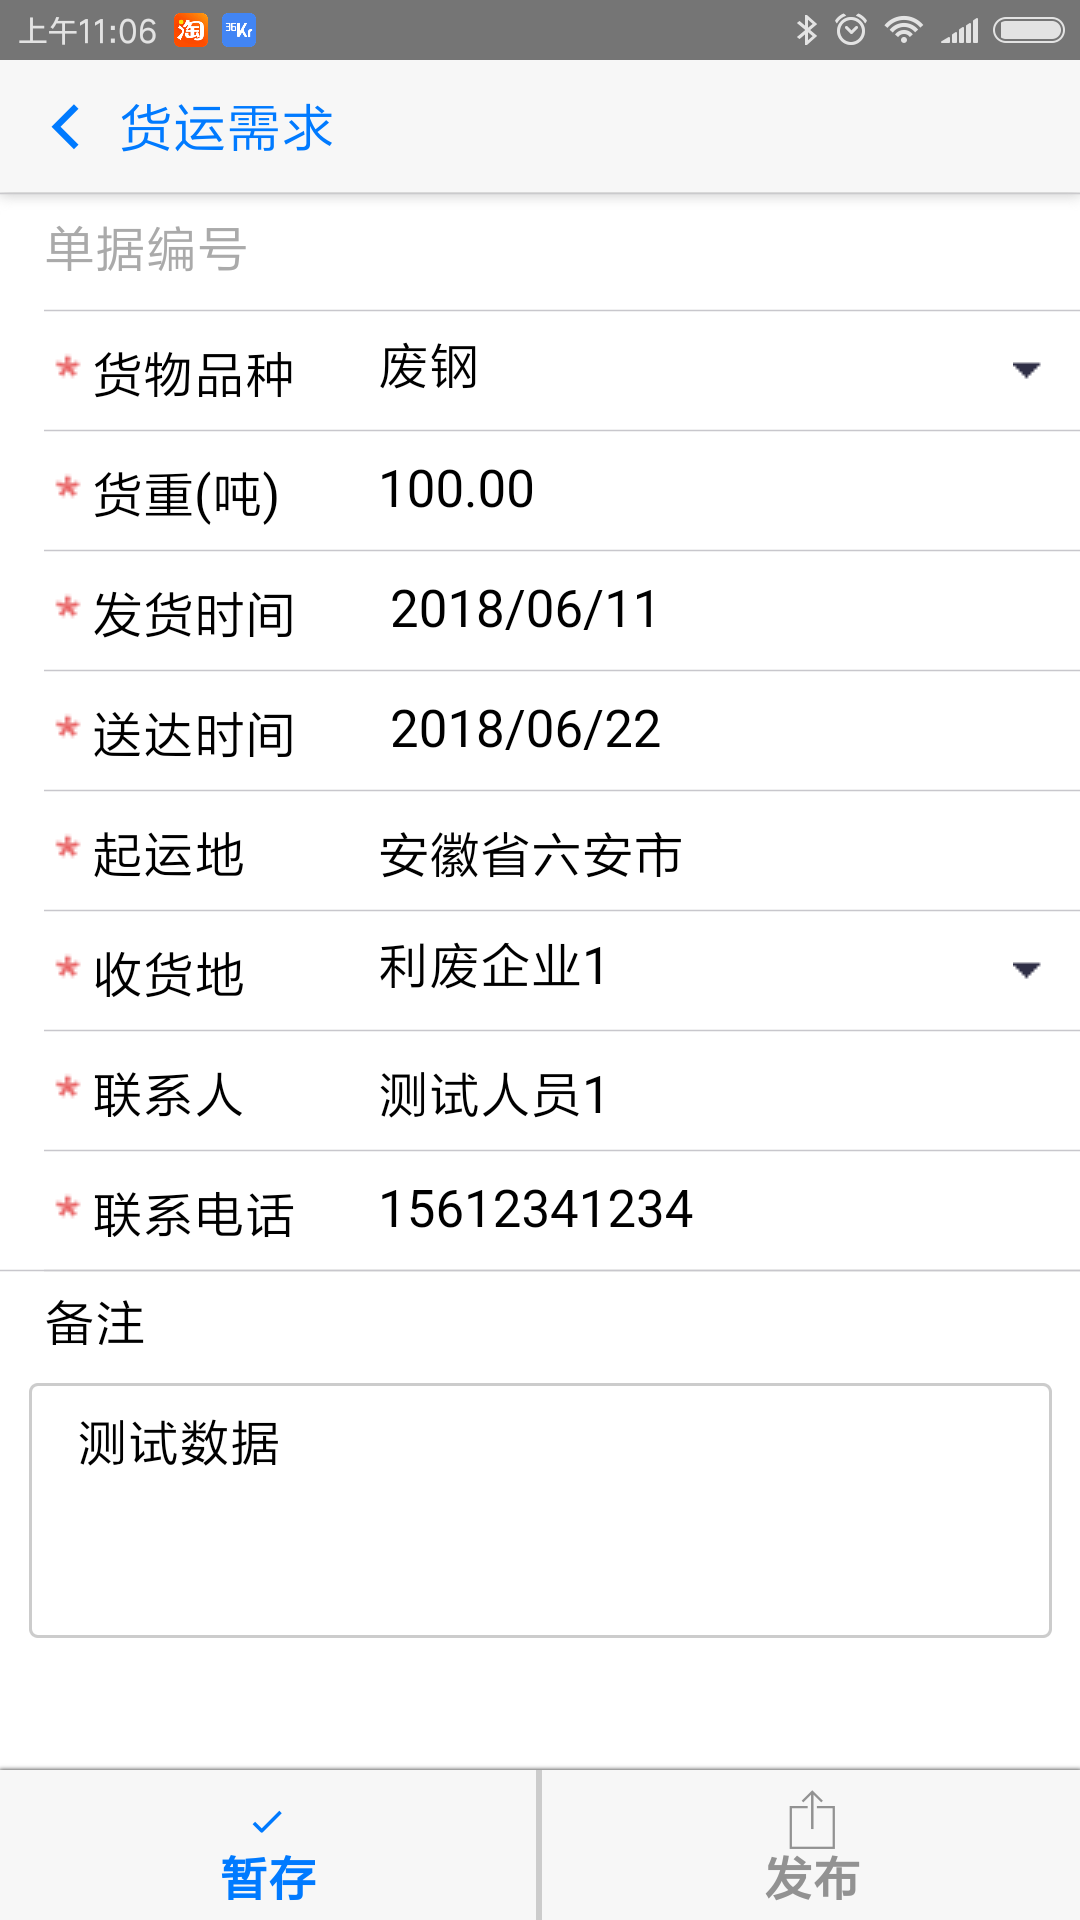 上午11:06 淘 36Kr
货运需求
单据编号
* 货物品种 废钢
* 货重(吨) 100.00
* 发货时间 2018/06/11
* 送达时间 2018/06/22
* 起运地 安徽省六安市
* 收货地 利废企业1
* 联系人 测试人员1
* 联系电话 15612341234
备注
测试数据
暂存 发布